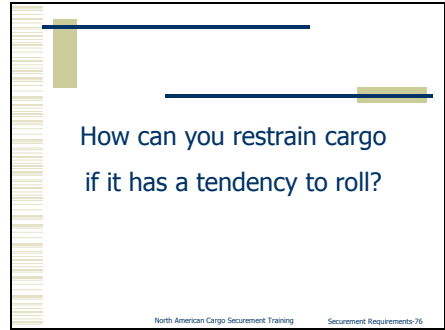 How can you restrain cargo
if it has a tendency to roll?
North American Cargo Securement Training Securement Requirements-76